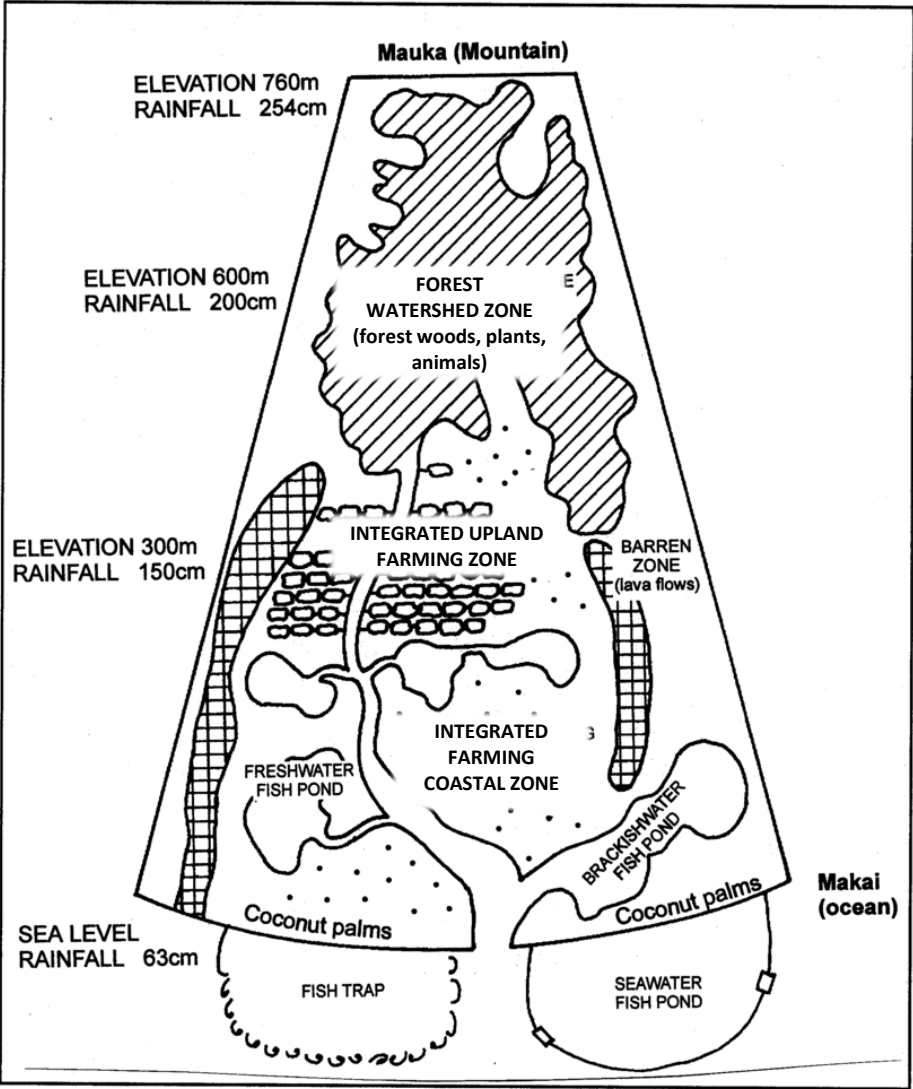 Mauka (Mountain)
ELEVATION 760m
RAINFALL 254cm
ELEVATION 600m
RAINFALL 200cm
FOREST
WATERSHED ZONE
(forest woods, plants,
animals)
E
INTEGRATED UPLAND
FARMING ZONE
ELEVATION 300m
RAINFALL 150cm
BARREN
ZONE
(lava flows)
INTEGRATED
FARMING
COASTAL ZONE
G
FRESHWATER
FISH POND
BRACKISHWATER
FISH POND
Coconut palms
Coconut palms
Makai
(ocean)
SEA LEVEL
RAINFALL 63cm
FISH TRAP
SEAWATER
FISH POND